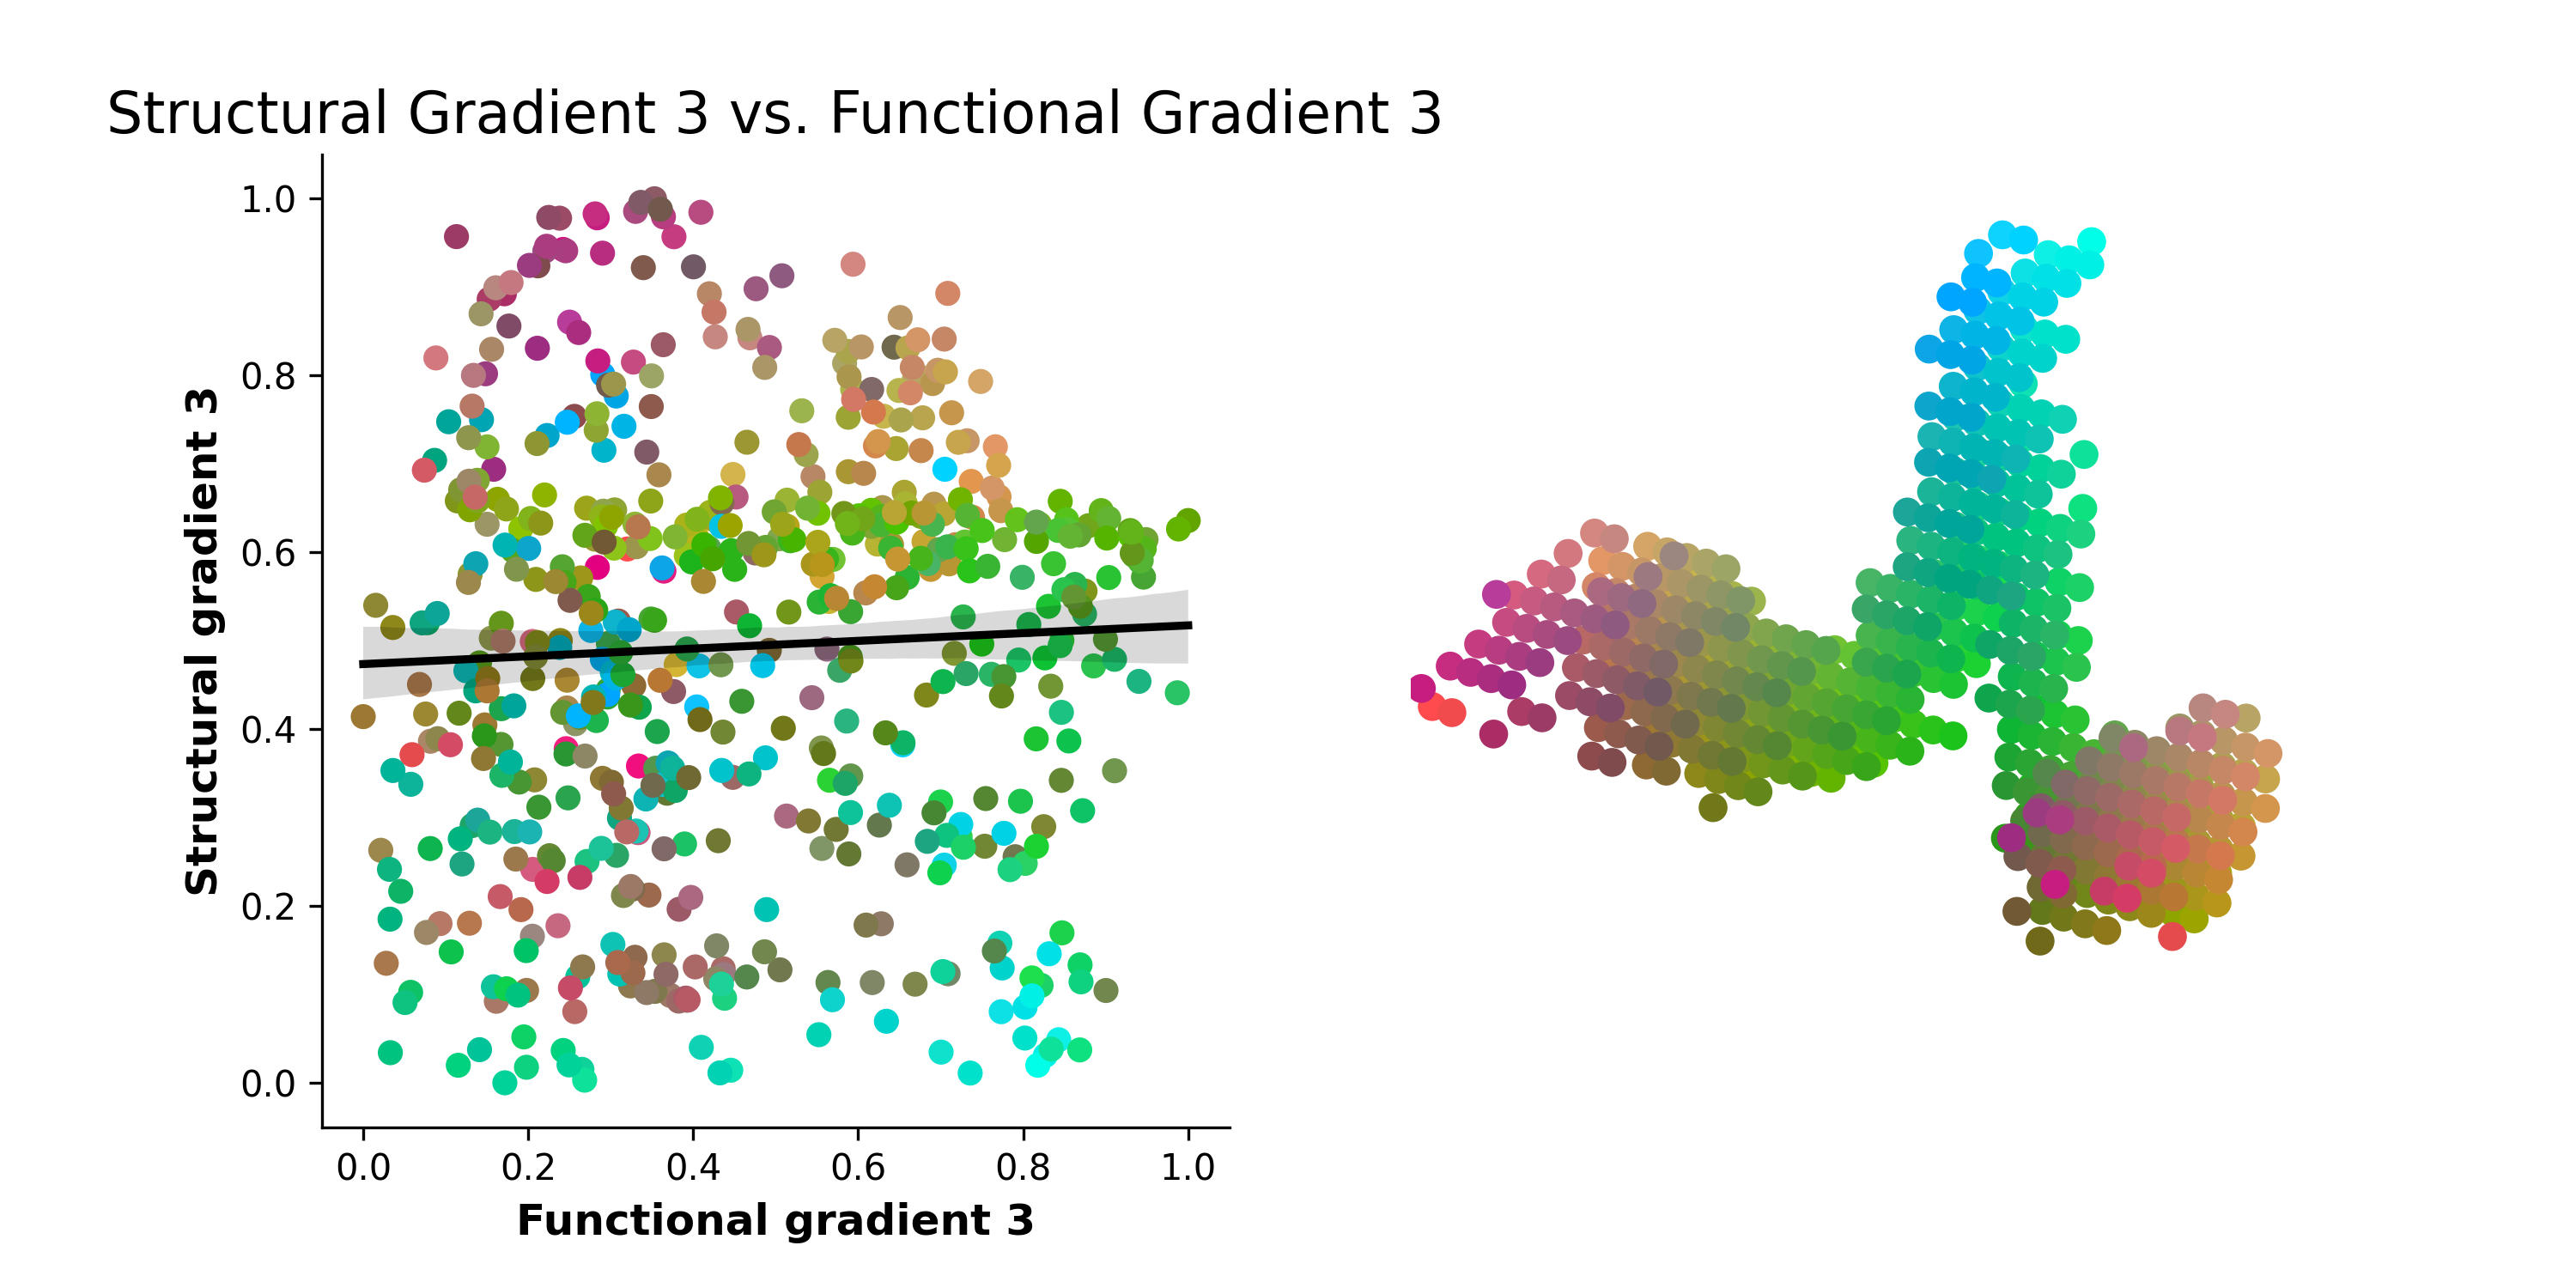 Structural Gradient 3 vs. Functional Gradient 3
1.0
0.8
0.6
0.4
0.2
0.0
Structural gradient 3
0.0 0.2 0.4 0.6 0.8 1.0
Functional gradient 3